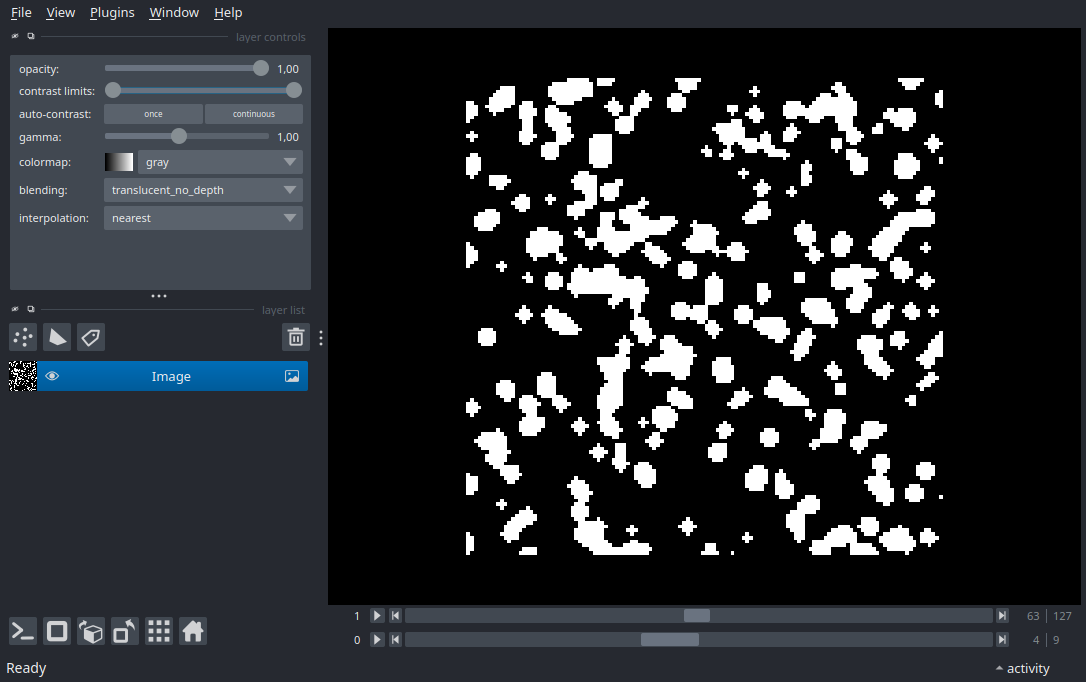 File View Plugins Window Help
layer controls
opacity: 1,00
contrast limits:
auto-contrast: once continuous
gamma: 1,00
colormap: gray
blending: translucent_no_depth
interpolation: nearest
layer list
Image
1 63 127
0 4 9
Ready activity